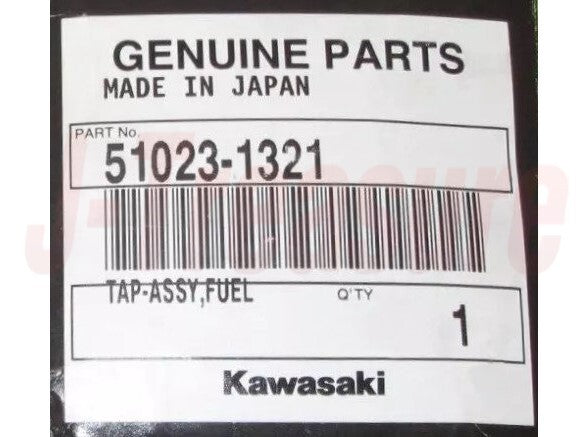 GENUINE PARTS
MADE IN JAPAN
PART No.
51023-1321
TAP-ASSY,FUEL Q'TY
1
Kawasaki